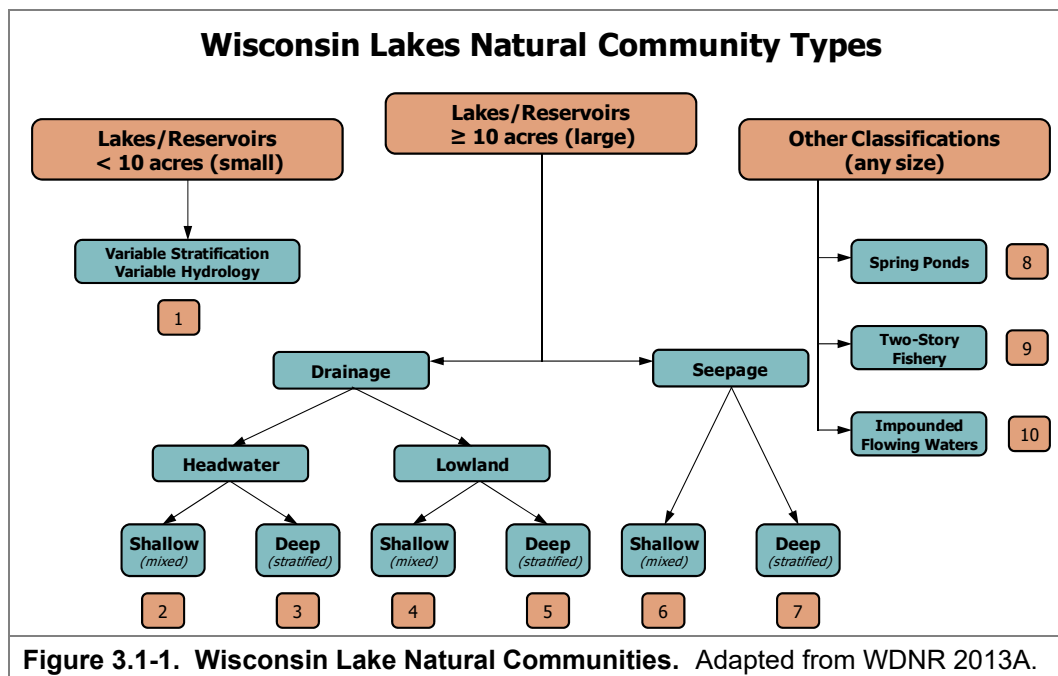 Wisconsin Lakes Natural Community Types
Lakes/Reservoirs
< 10 acres (small)
Lakes/Reservoirs
≥ 10 acres (large)
Other Classifications
(any size)
Variable Stratification
Variable Hydrology
1
Spring Ponds
8
Two-Story
Fishery
9
Impounded
Flowing Waters
10
Drainage
Seepage
Headwater
Lowland
Shallow
(mixed)
Deep
(stratified)
Shallow
(mixed)
Deep
(stratified)
Shallow
(mixed)
Deep
(stratified)
2
3
4
5
6
7
Figure 3.1-1. Wisconsin Lake Natural Communities. Adapted from WDNR 2013A.